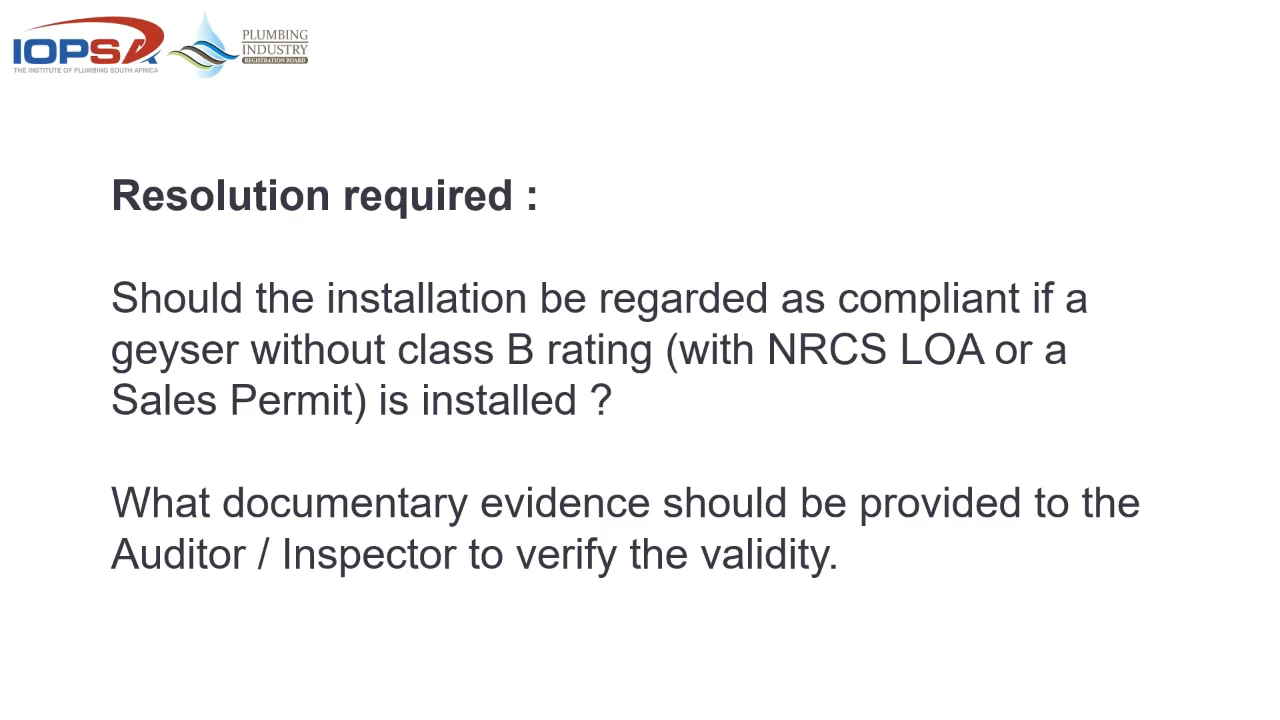 IOPSA
THE INSTITUTE OF PLUMBING SOUTH AFRICA
PLUMBING
INDUSTRY
REGISTRATION BOARD
Resolution required :
Should the installation be regarded as compliant if a
geyser without class B rating (with NRCS LOA or a
Sales Permit) is installed ?
What documentary evidence should be provided to the
Auditor / Inspector to verify the validity.